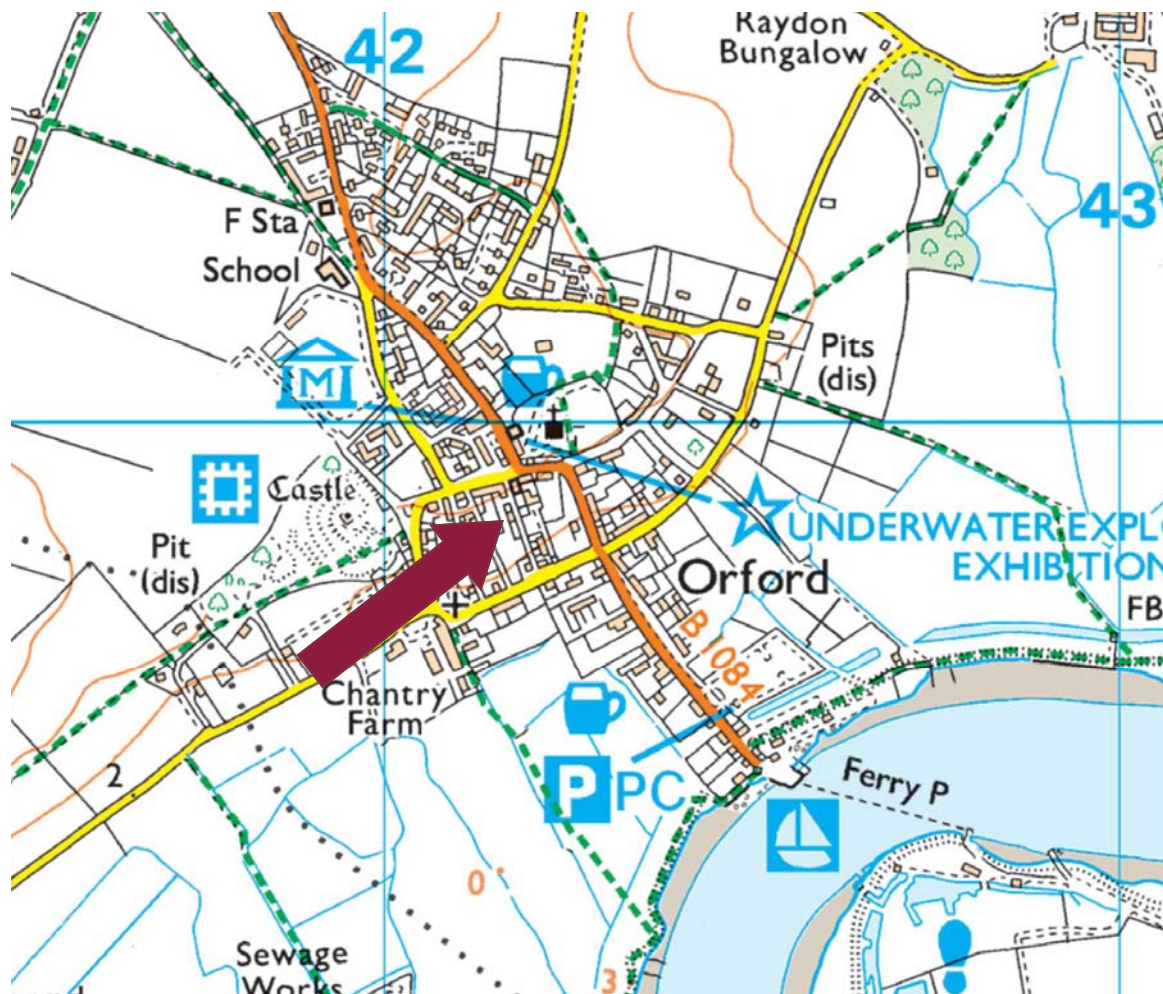 Raydon
Bungalow
42
43
F Sta
School
M
Pits
(dis)
Castle
Pit
(dis)
UNDERWATER EXPLO
EXHIBITION
Orford
FB
B 1084
Chantry
Farm
2
P PC
Ferry P
0
3
Sewage
Works